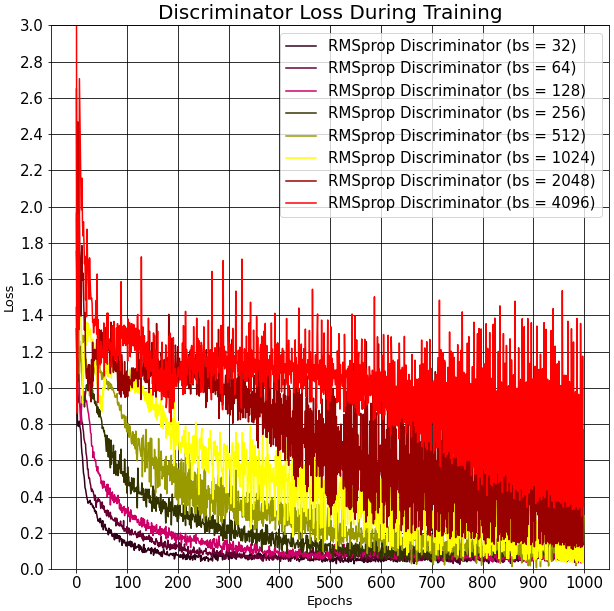 Discriminator Loss During Training
3.0
2.8
2.6
2.4
2.2
2.0
1.8
1.6
1.4
1.2
1.0
0.8
0.6
0.4
0.2
0.0
Loss
RMSprop Discriminator (bs = 32)
RMSprop Discriminator (bs = 64)
RMSprop Discriminator (bs = 128)
RMSprop Discriminator (bs = 256)
RMSprop Discriminator (bs = 512)
RMSprop Discriminator (bs = 1024)
RMSprop Discriminator (bs = 2048)
RMSprop Discriminator (bs = 4096)
0 100 200 300 400 500 600 700 800 900 1000
Epochs